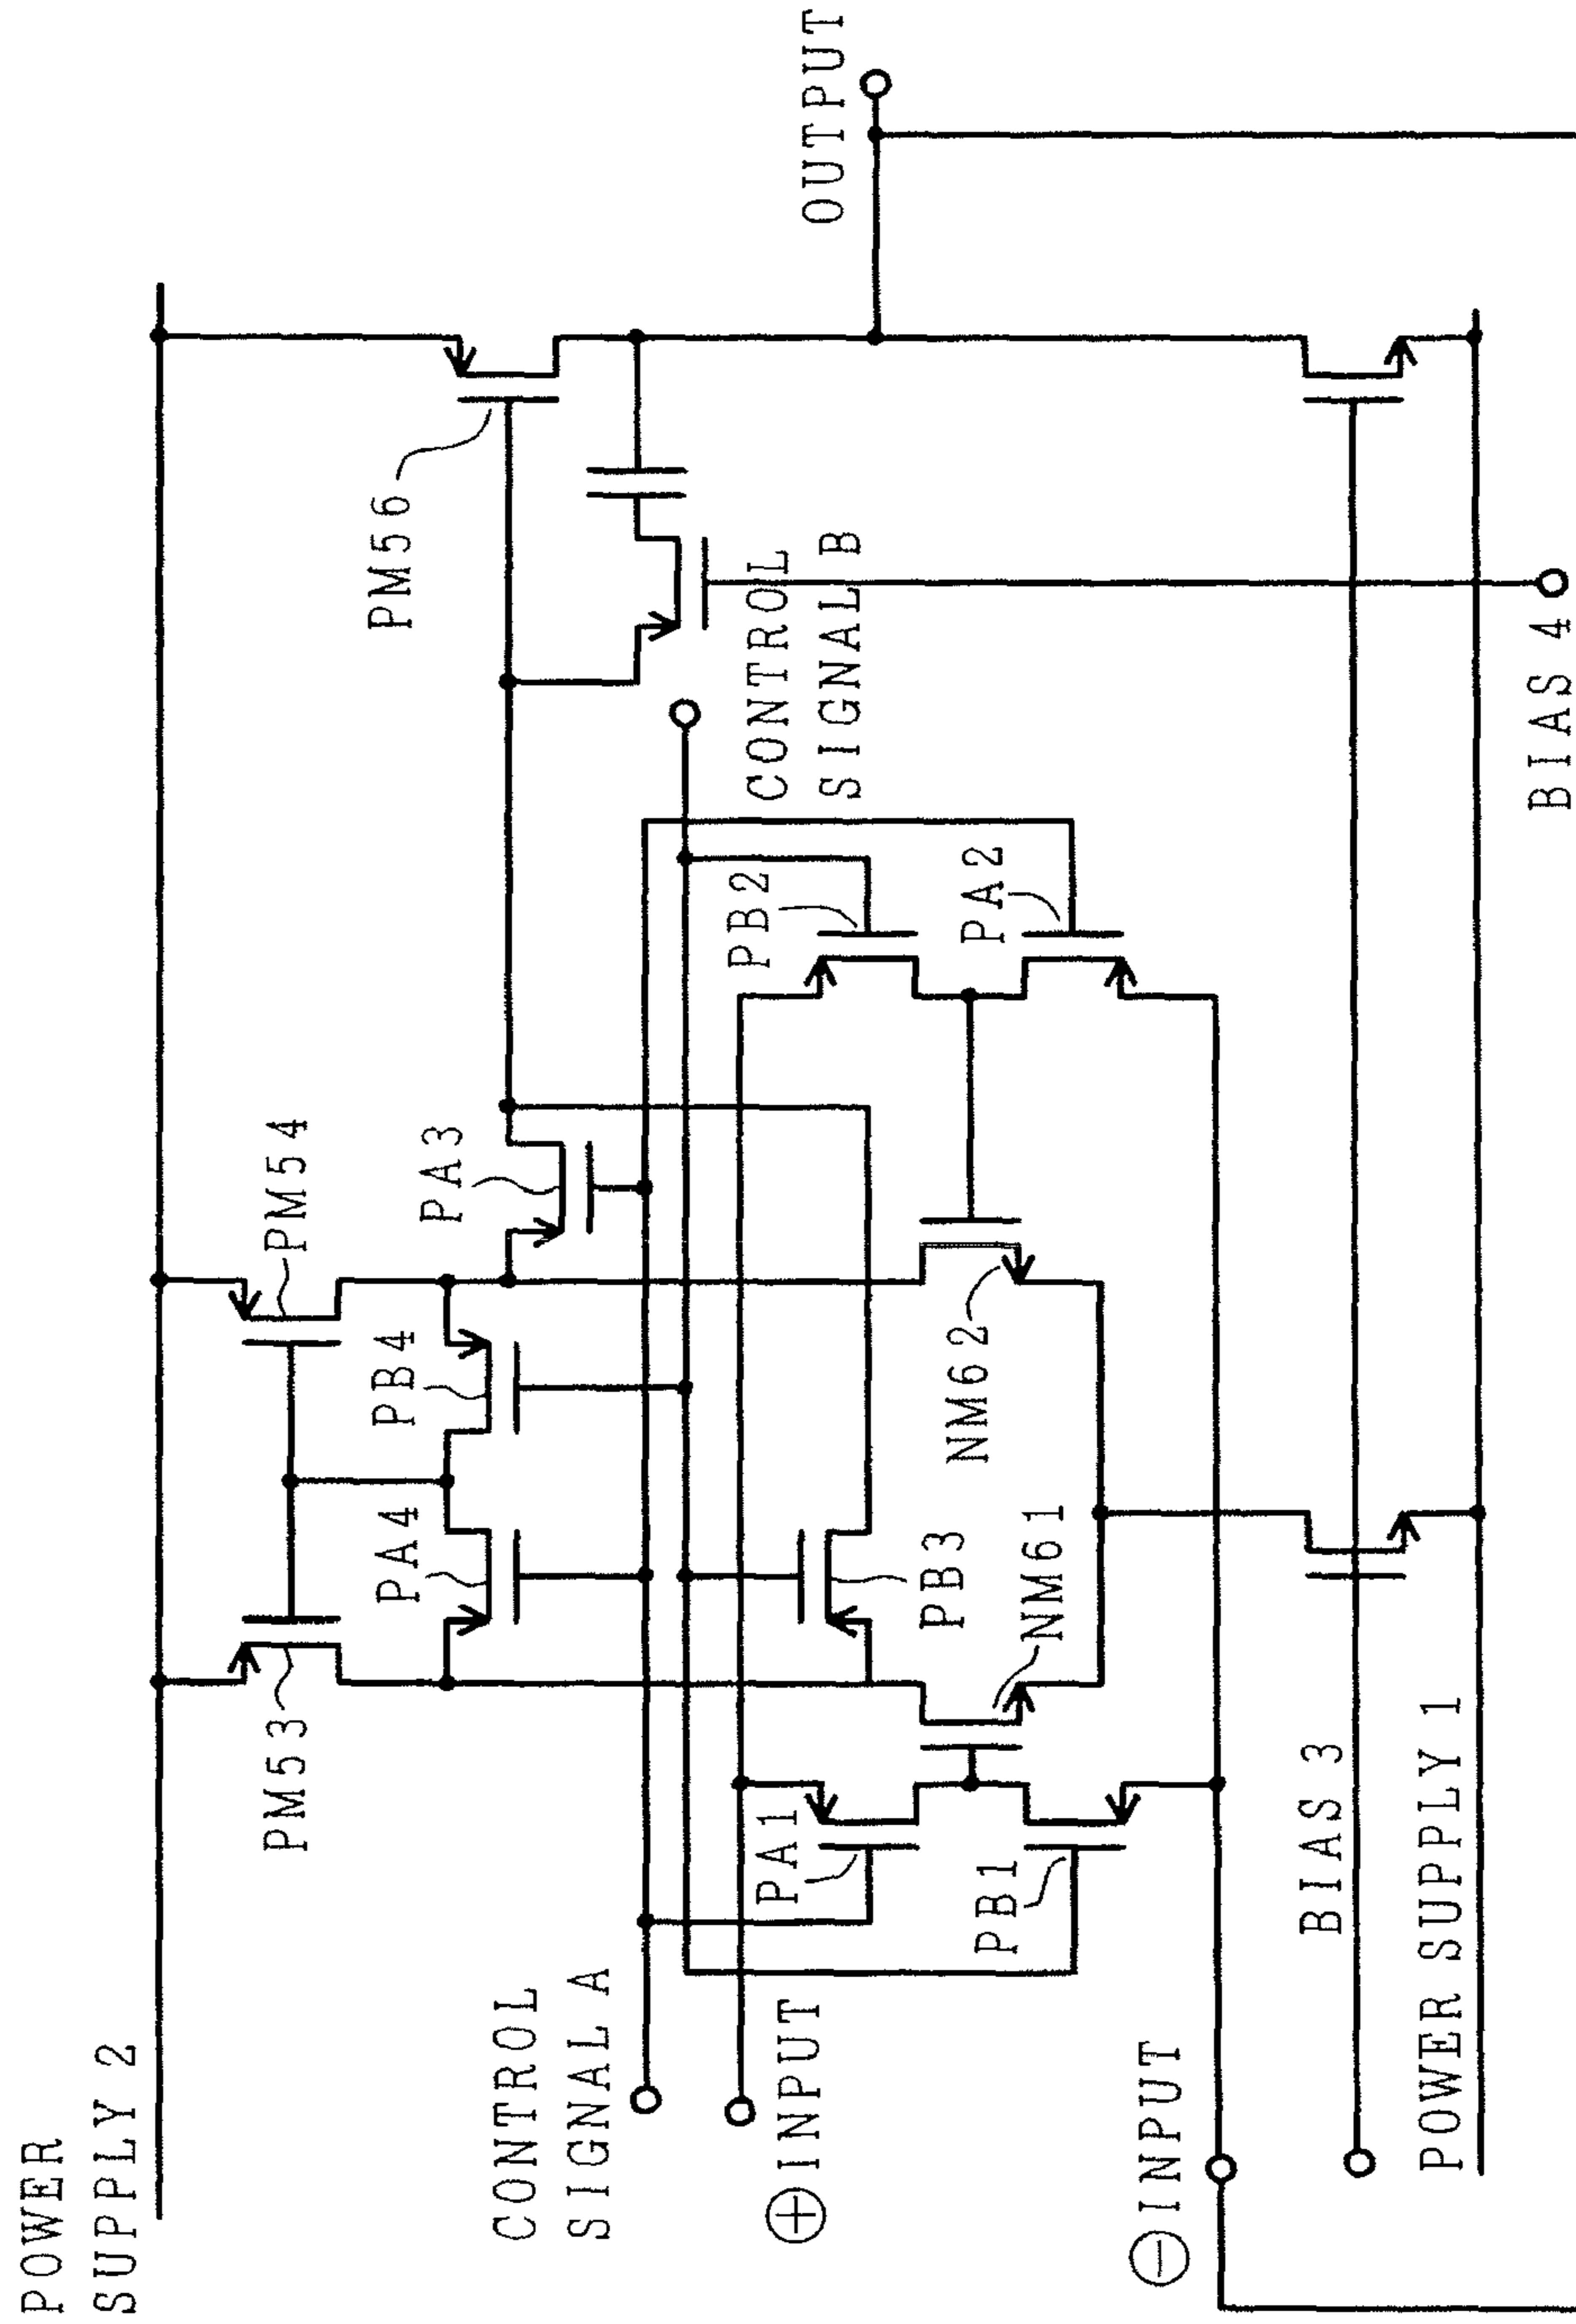 POWER
SUPPLY 2
CONTROL
SIGNAL A
⊕INPUT
⊖INPUT
BIAS 3
POWER SUPPLY 1
PM53
PA4
PA1
PB1
PB3
NM61
PM54
PB4
NM62
PA3
PB2
PA2
CONTROL
SIGNAL B
PM56
BIAS 4
OUTPUT